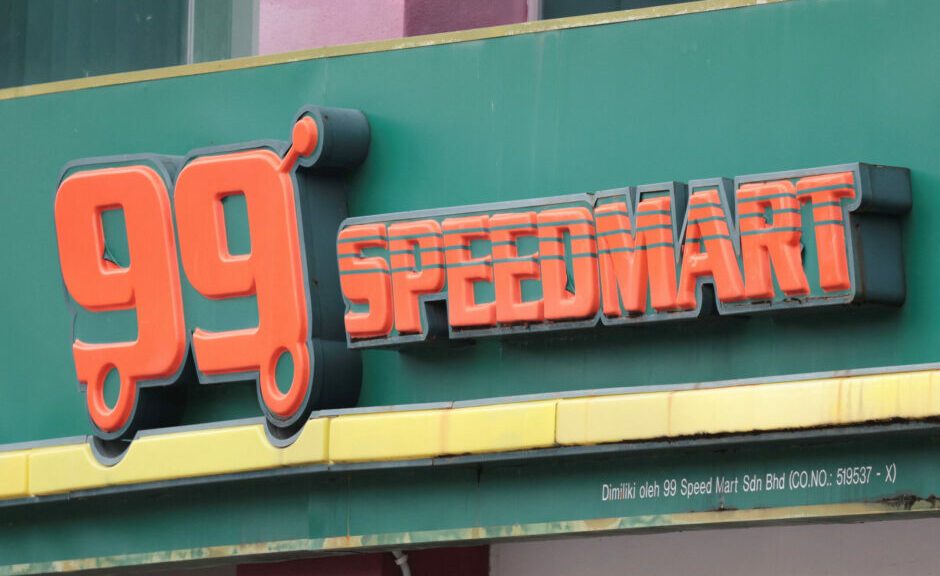 99 SPEEDMART
Dimiliki oleh 99 Speed Mart Sdn Bhd (CO.NO.: 519537 - X)